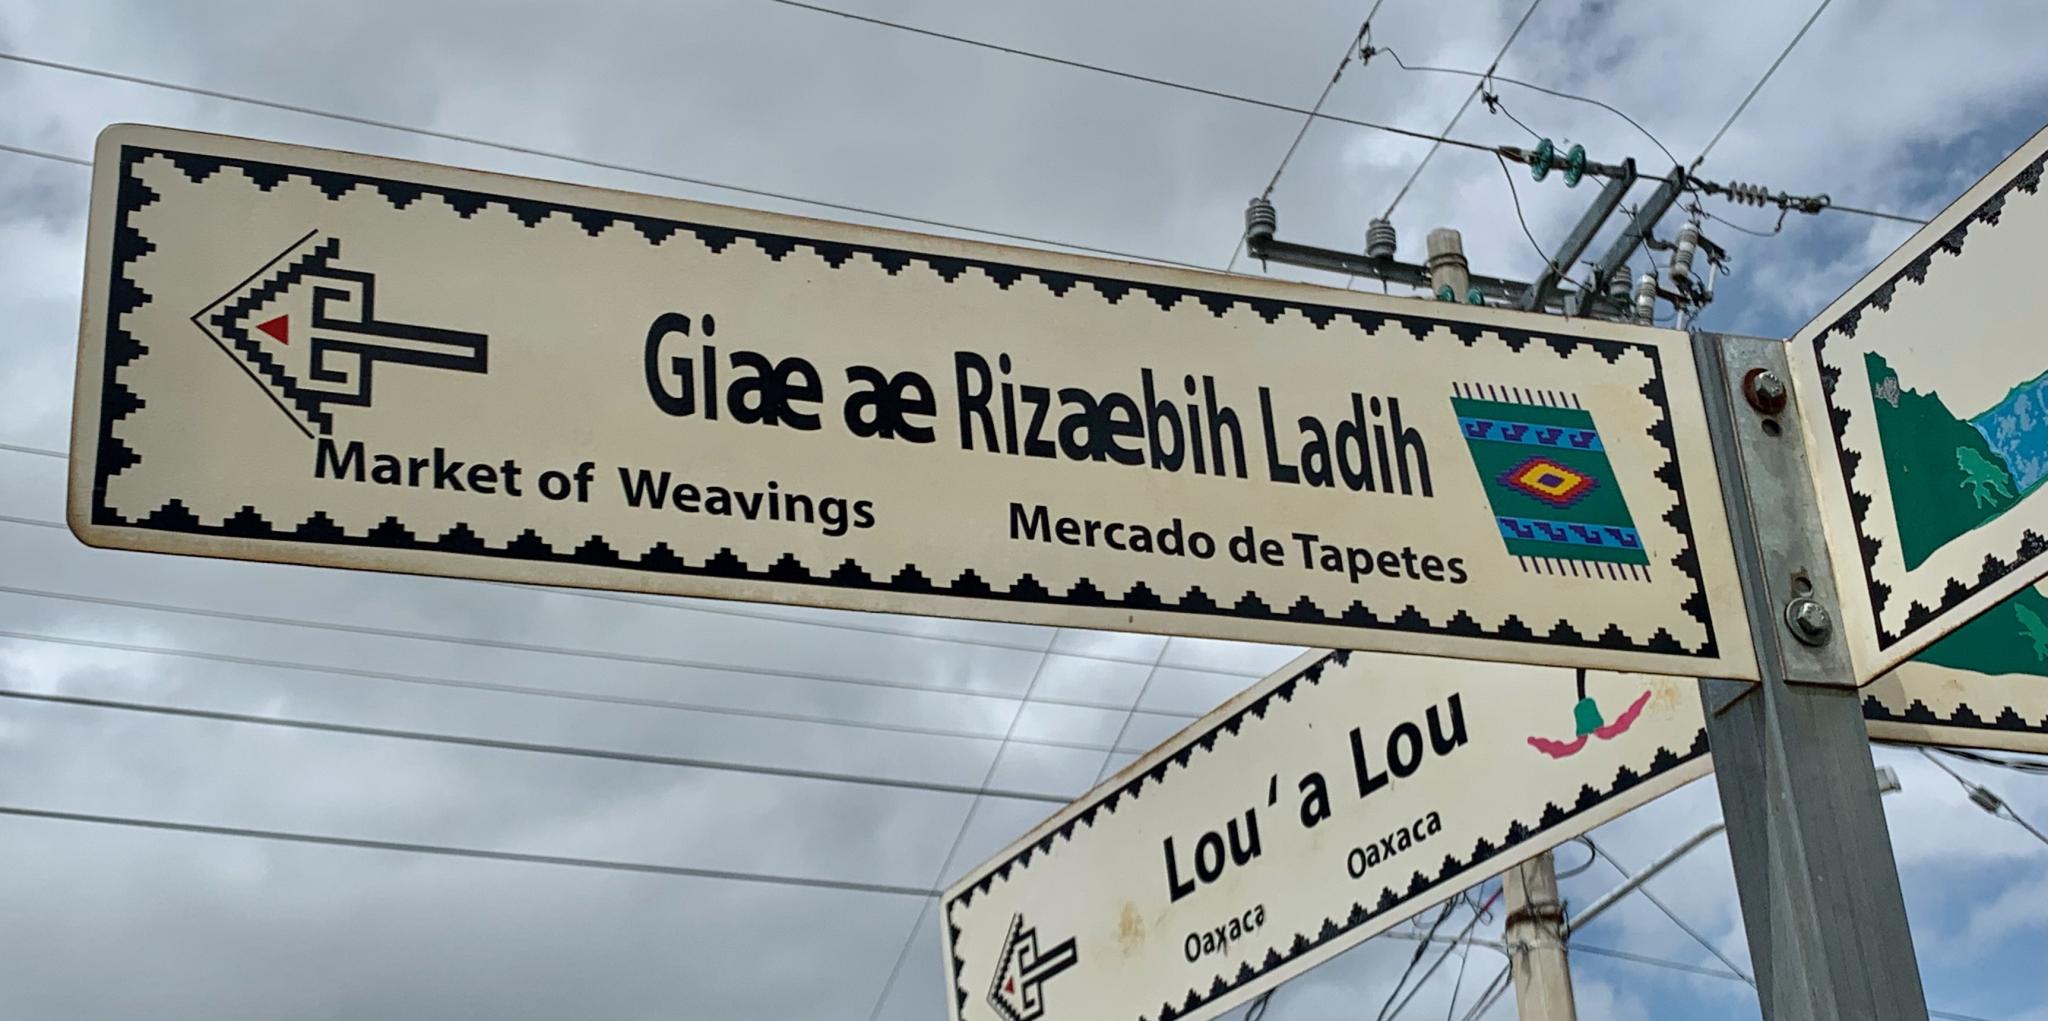 Giæ æ Rizæbih Ladih
Market of Weavings
Mercado de Tapetes
Lou'a Lou
Oaxaca
Oaxaca